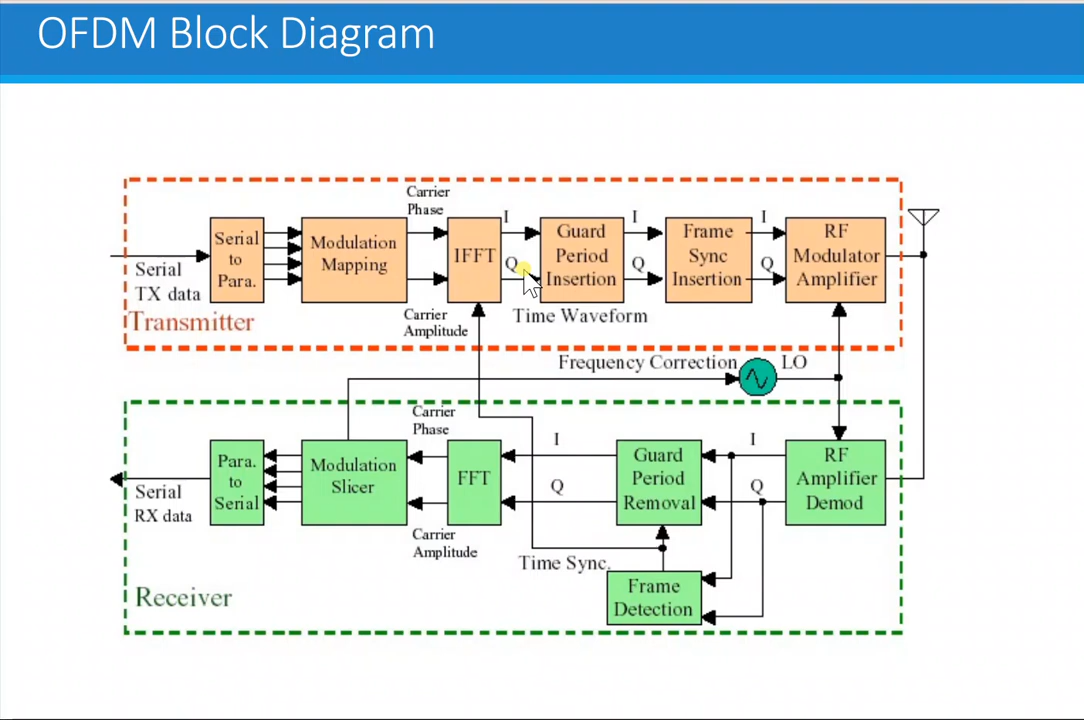 OFDM Block Diagram
Carrier
Phase
Serial
to
Para.
Modulation
Mapping
IFFT
I
Q
Guard
Period
Insertion
I
Q
Frame
Sync
Insertion
I
Q
RF
Modulator
Amplifier
Serial
TX data
Transmitter
Carrier
Amplitude
Time Waveform
Frequency Correction
LO
Carrier
Phase
Para.
to
Serial
Modulation
Slicer
FFT
I
Q
Guard
Period
Removal
I
Q
RF
Amplifier
Demod
Serial
RX data
Carrier
Amplitude
Time Sync.
Frame
Detection
Receiver